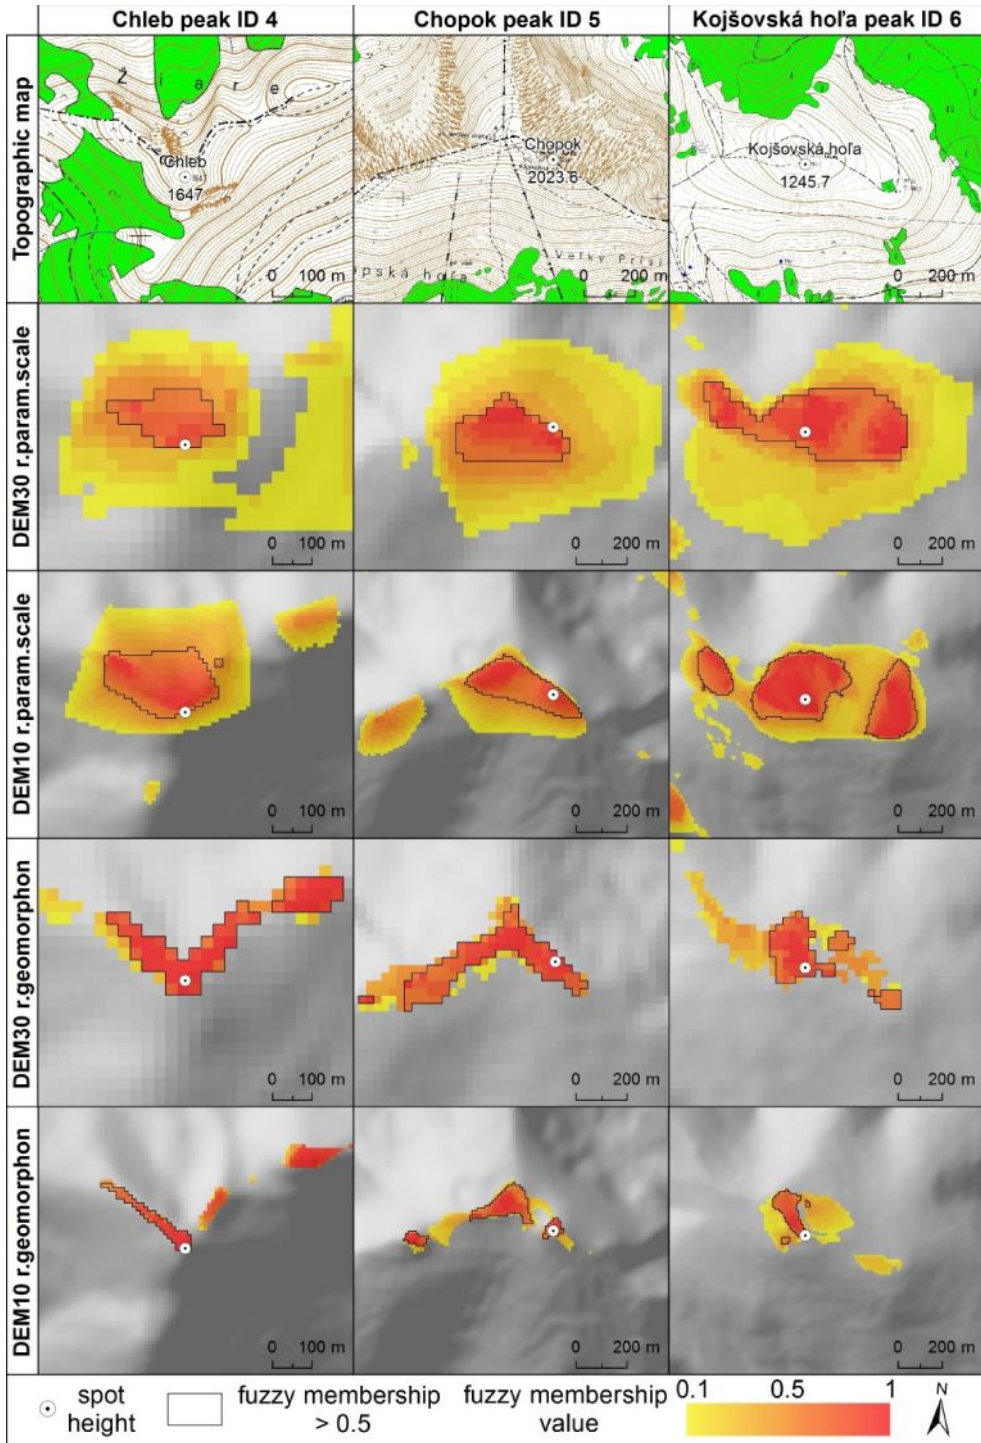 Chleb peak ID 4
Chopok peak ID 5
Kojšovská hoľa peak ID 6
Topographic map
Ž i a r e
Chleb
1647
0 100 m
Chopok
2023.6
Veľký Prísl
opská hoľa
0 200 m
Kojšovská hoľa
1245.7
0 200 m
DEM30 r.param.scale
0 100 m
0 200 m
0 200 m
DEM10 r.param.scale
0 100 m
0 200 m
0 200 m
DEM30 r.geomorphon
0 100 m
0 200 m
0 200 m
DEM10 r.geomorphon
0 100 m
0 200 m
0 200 m
spot height
fuzzy membership > 0.5
fuzzy membership value
0.1 0.5 1
N